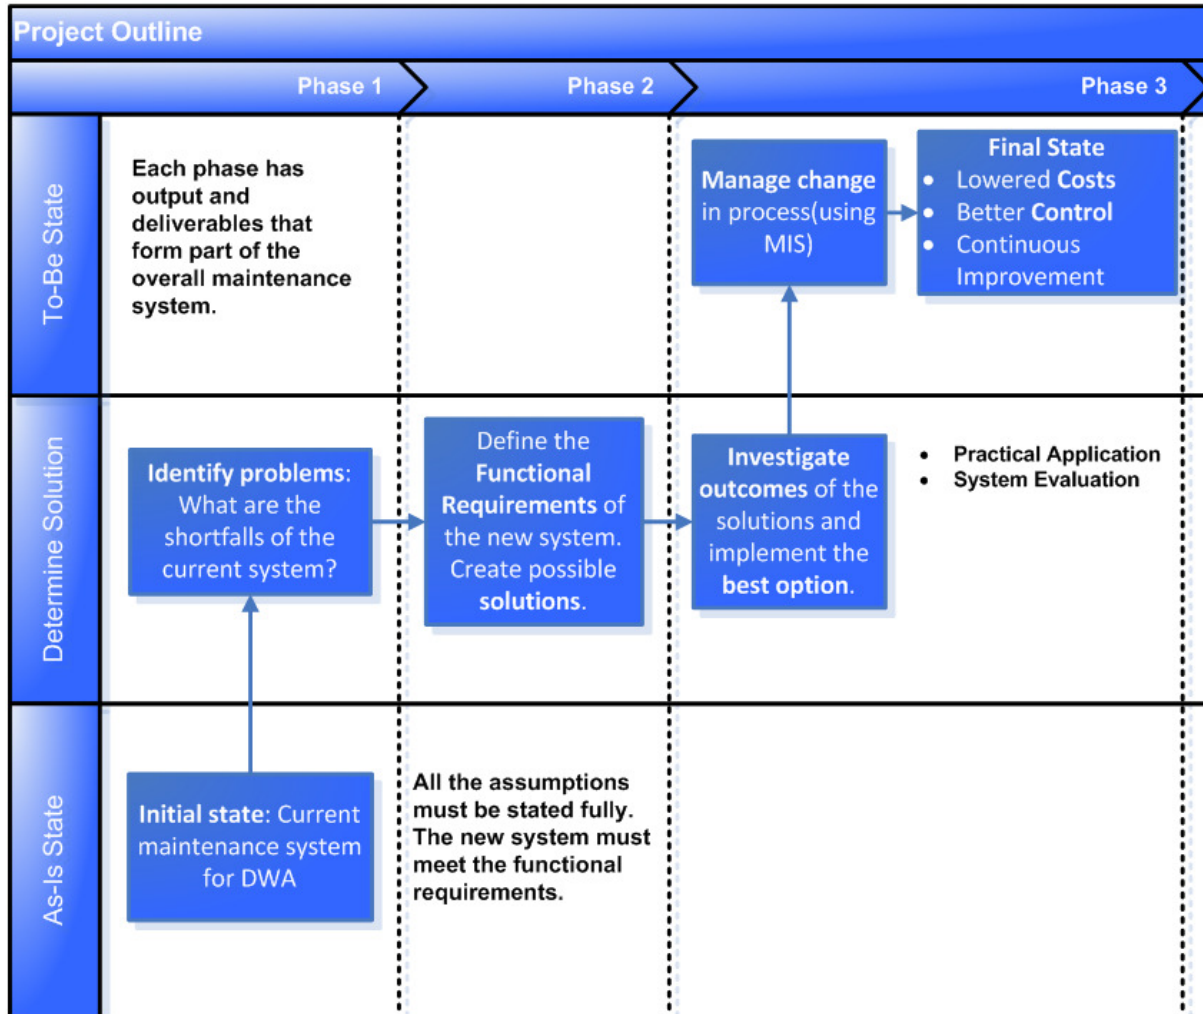 Project Outline
Phase 1
Phase 2
Phase 3
To-Be State
Each phase has
output and
deliverables that
form part of the
overall maintenance
system.
Manage change
in process(using
MIS)
Final State
• Lowered Costs
• Better Control
• Continuous
Improvement
Determine Solution
Identify problems:
What are the
shortfalls of the
current system?
Define the
Functional
Requirements of
the new system.
Create possible
solutions.
Investigate
outcomes of the
solutions and
implement the
best option.
• Practical Application
• System Evaluation
As-Is State
Initial state: Current
maintenance system
for DWA
All the assumptions
must be stated fully.
The new system must
meet the functional
requirements.